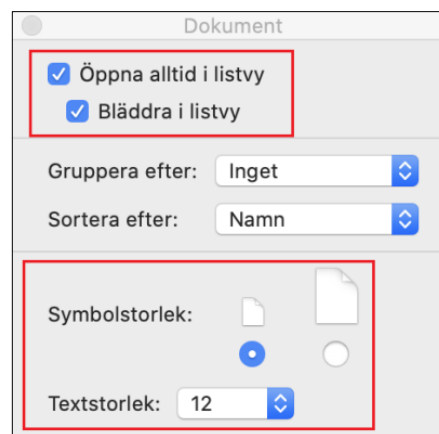 Dokument
Öppna alltid i listvy
Bläddra i listvy
Gruppera efter: Inget
Sortera efter: Namn
Symbolstorlek:
Textstorlek: 12